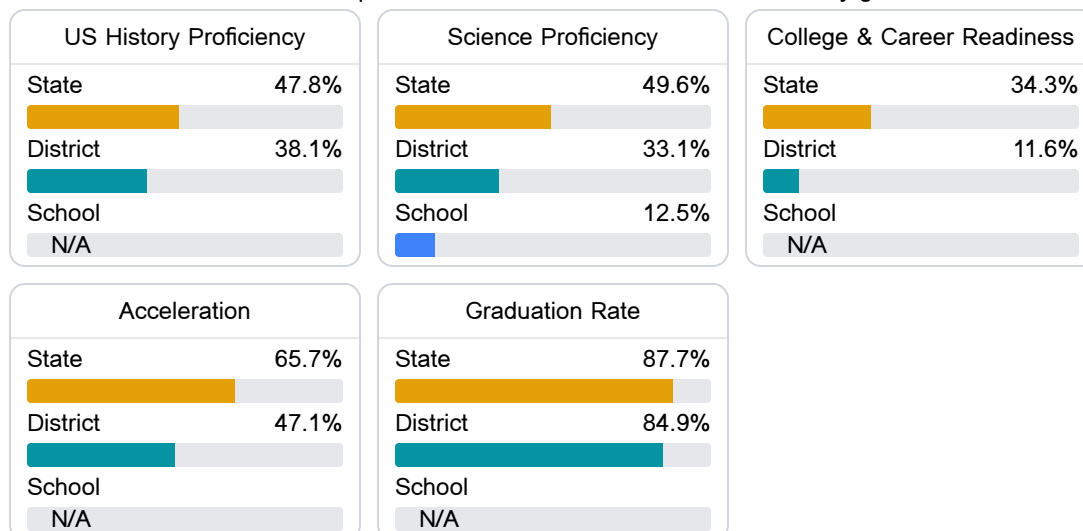 US History Proficiency
State 47.8%
District 38.1%
School
N/A
Science Proficiency
State 49.6%
District 33.1%
School 12.5%
College & Career Readiness
State 34.3%
District 11.6%
School
N/A
Acceleration
State 65.7%
District 47.1%
School
N/A
Graduation Rate
State 87.7%
District 84.9%
School
N/A